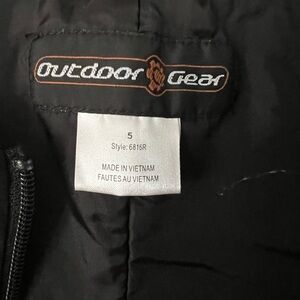 Outdoor Gear
5
Style: 6816R
MADE IN VIETNAM
FAUTES AU VIETNAM